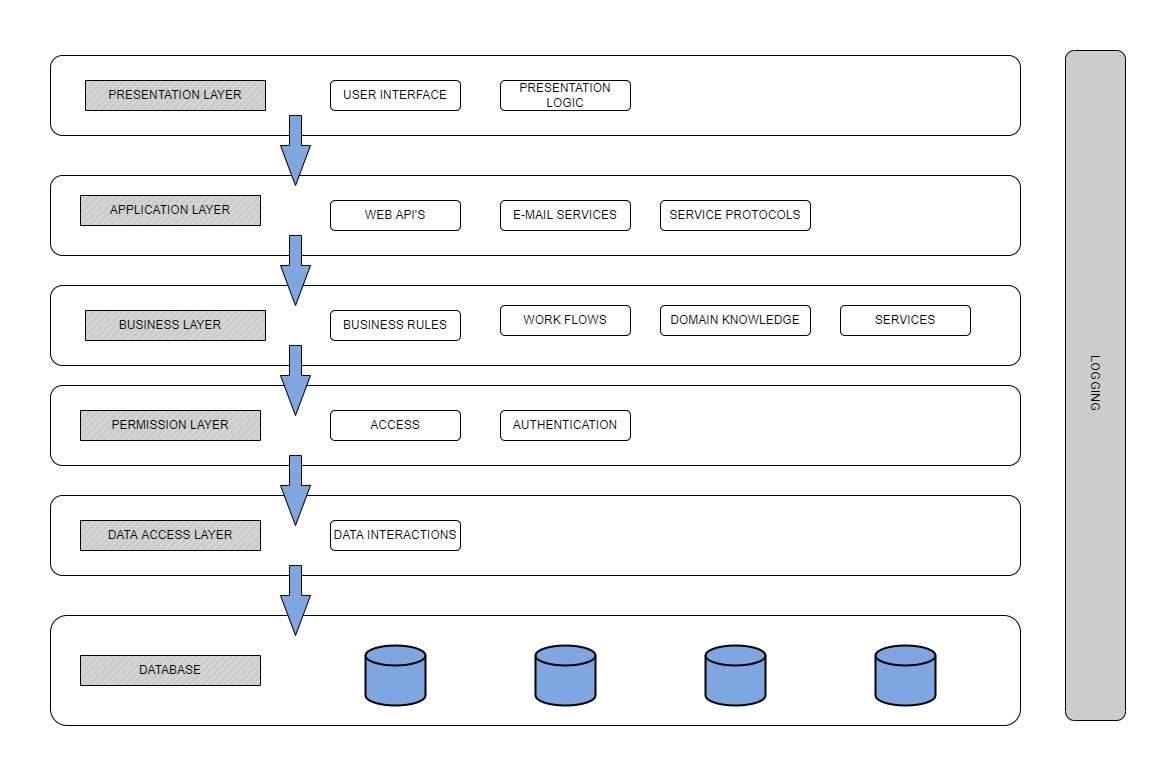 PRESENTATION LAYER
USER INTERFACE
PRESENTATION
LOGIC
APPLICATION LAYER
WEB API'S
E-MAIL SERVICES
SERVICE PROTOCOLS
BUSINESS LAYER
BUSINESS RULES
WORK FLOWS
DOMAIN KNOWLEDGE
SERVICES
PERMISSION LAYER
ACCESS
AUTHENTICATION
DATA ACCESS LAYER
DATA INTERACTIONS
DATABASE
LOGGING